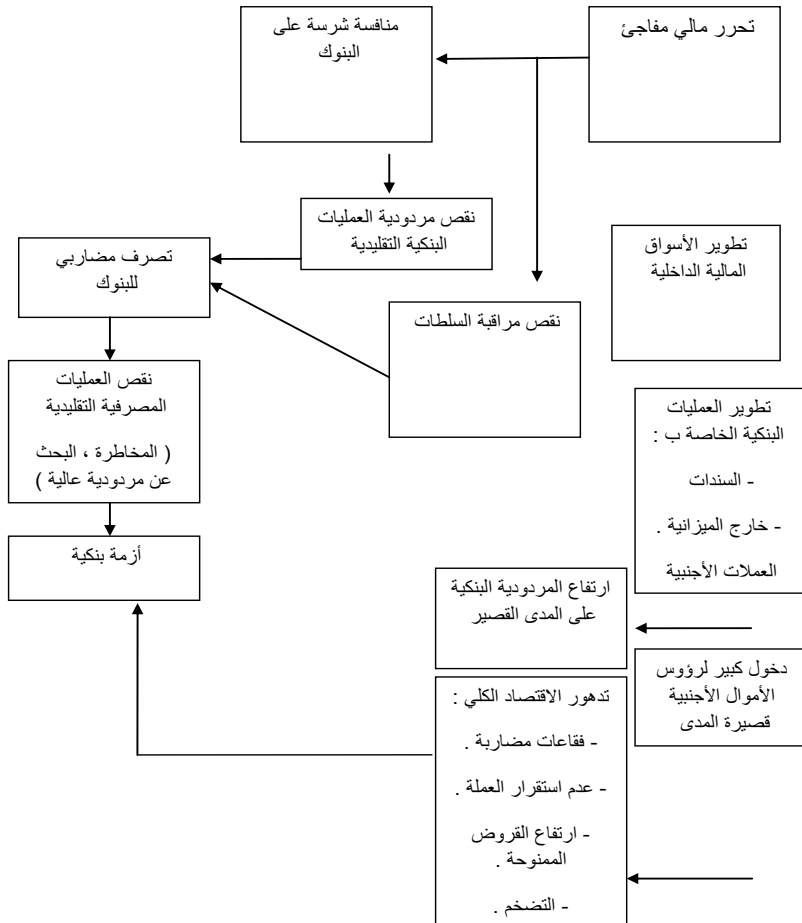 تحرر مالي مفاجئ
منافسة شرسة على
البنوك
نقص مردودية العمليات
البنكية التقليدية
تطوير الأسواق
المالية الداخلية
تصرف مضاربي
للبنوك
نقص مراقبة السلطات
نقص العمليات
المصرفية التقليدية
( المخاطرة ، البحث
عن مردودية عالية )
تطوير العمليات
البنكية الخاصة ب :
- السندات
- خارج الميزانية .
العملات الأجنبية
أزمة بنكية
ارتفاع المردودية البنكية
على المدى القصير
دخول كبير لرؤوس
الأموال الأجنبية
قصيرة المدى
تدهور الاقتصاد الكلي :
- فقاعات مضاربة .
- عدم استقرار العملة .
- ارتفاع القروض
الممنوحة .
- التضخم .